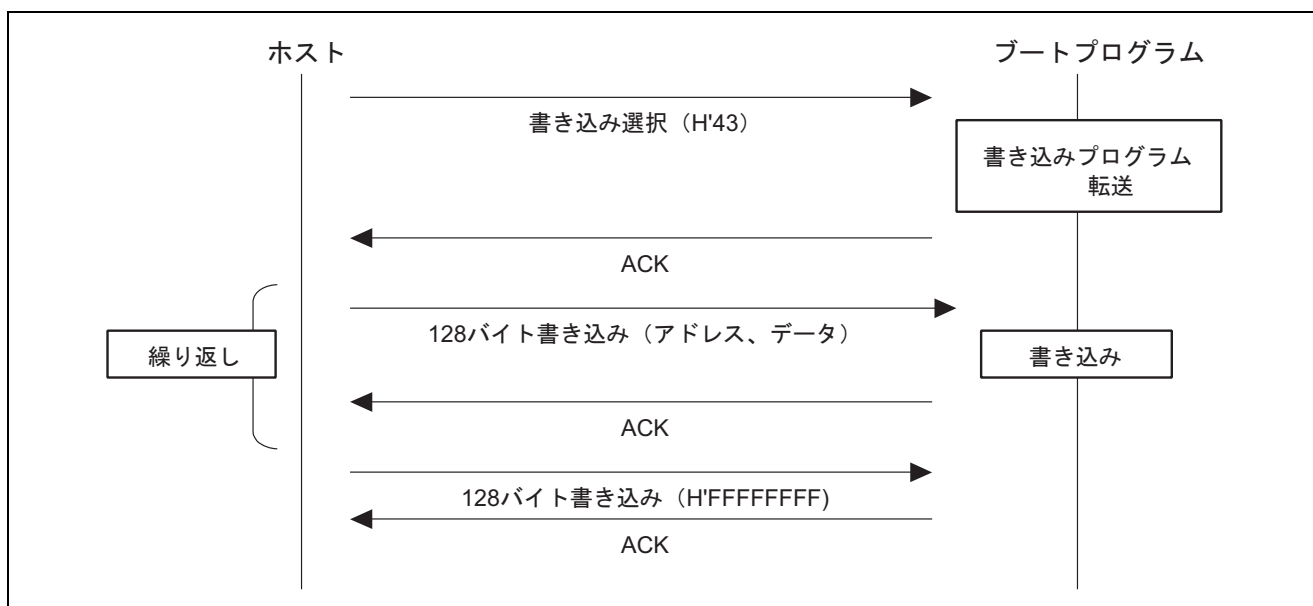 ホスト
ブートプログラム
書き込み選択（H'43）
書き込みプログラム
転送
ACK
128バイト書き込み（アドレス、データ）
繰り返し
書き込み
ACK
128バイト書き込み（H'FFFFFFFF)
ACK